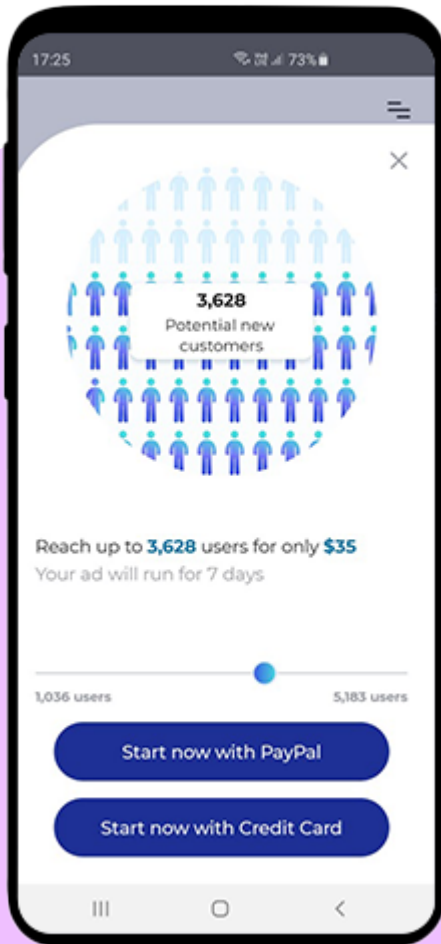 17:25
73%
3,628
Potential new
customers
Reach up to 3,628 users for only $35
Your ad will run for 7 days
1,036 users
5,183 users
Start now with PayPal
Start now with Credit Card